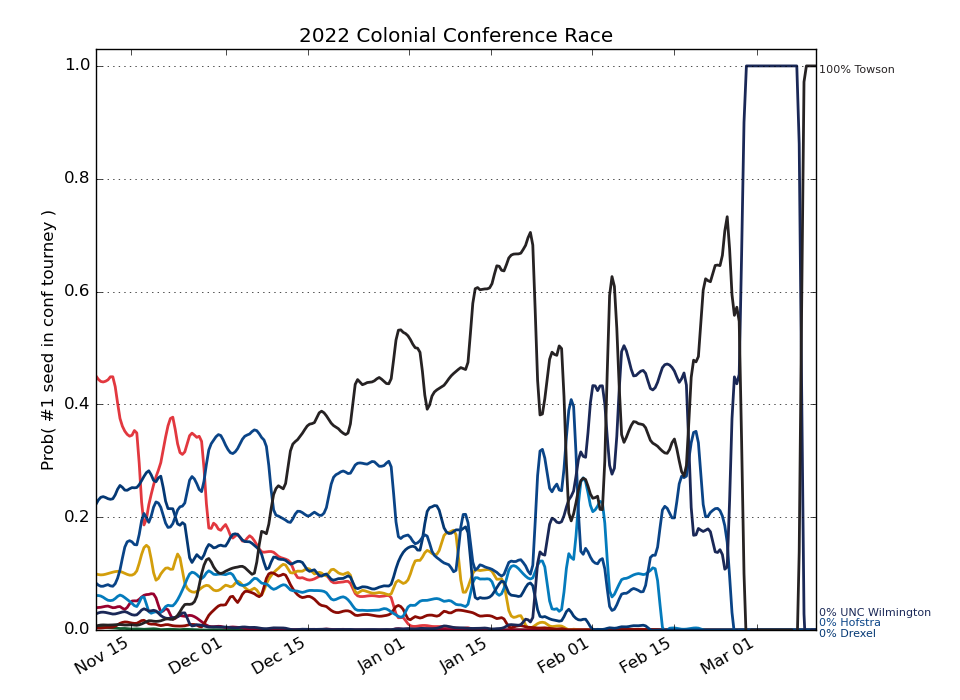 2022 Colonial Conference Race
Prob( #1 seed in conf tourney )
1.0
0.8
0.6
0.4
0.2
0.0
Nov 15
Dec 01
Dec 15
Jan 01
Jan 15
Feb 01
Feb 15
Mar 01
100% Towson
0% UNC Wilmington
0% Hofstra
0% Drexel